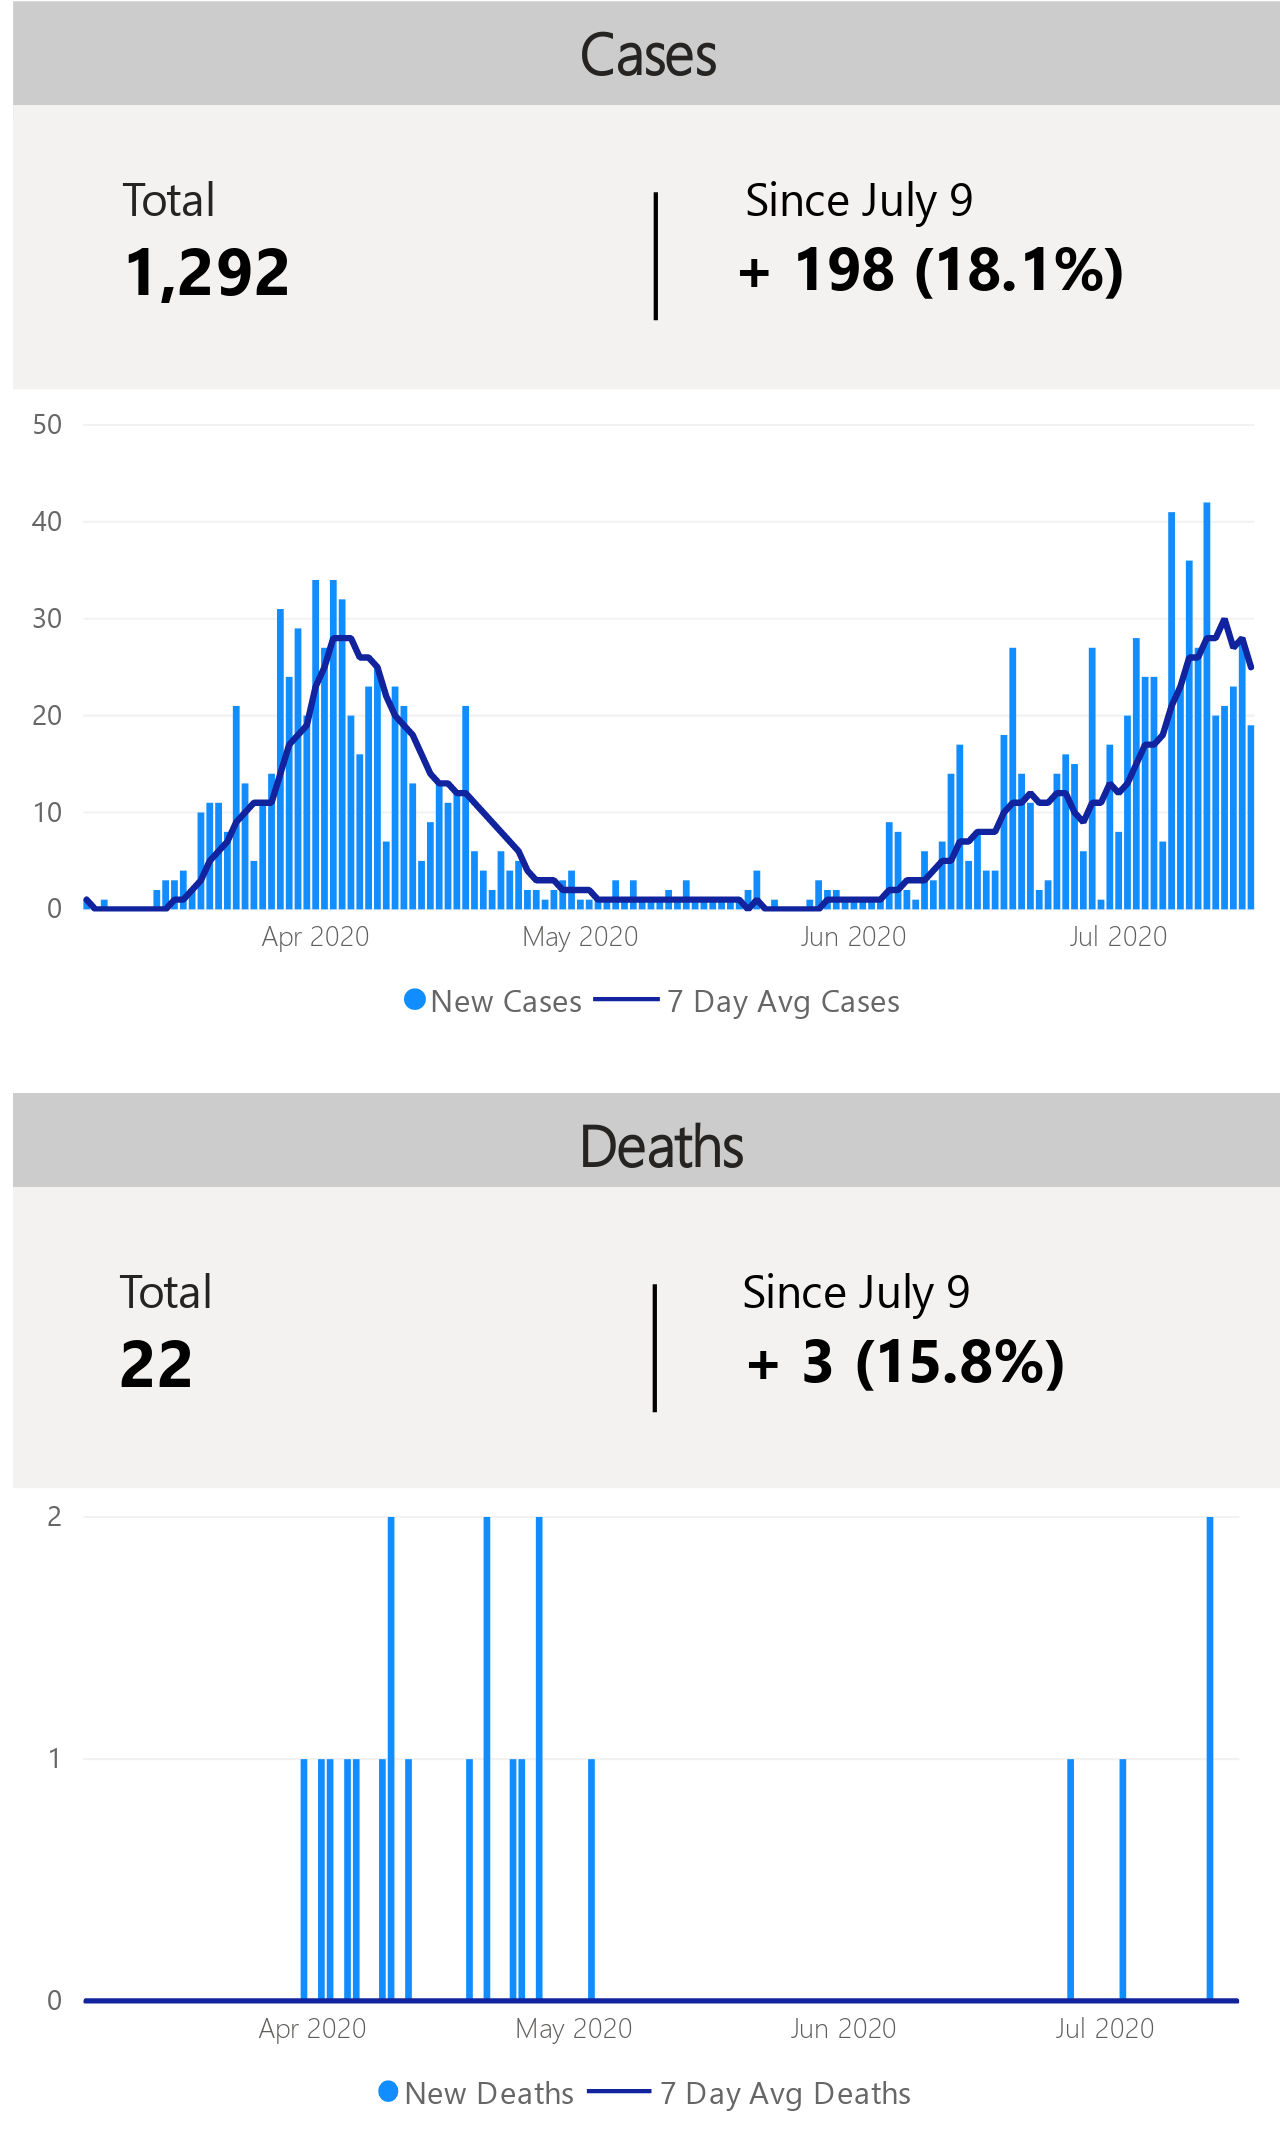 Cases
Total
Since July 9
1,292
+ 198 (18.1%)
50
40
30
20
10
0
Apr 2020
May 2020
Jun 2020
Jul 2020
New Cases
7 Day Avg Cases
Deaths
Total
Since July 9
22
+ 3 (15.8%)
2
1
0
Apr 2020
May 2020
Jun 2020
Jul 2020
New Deaths
7 Day Avg Deaths